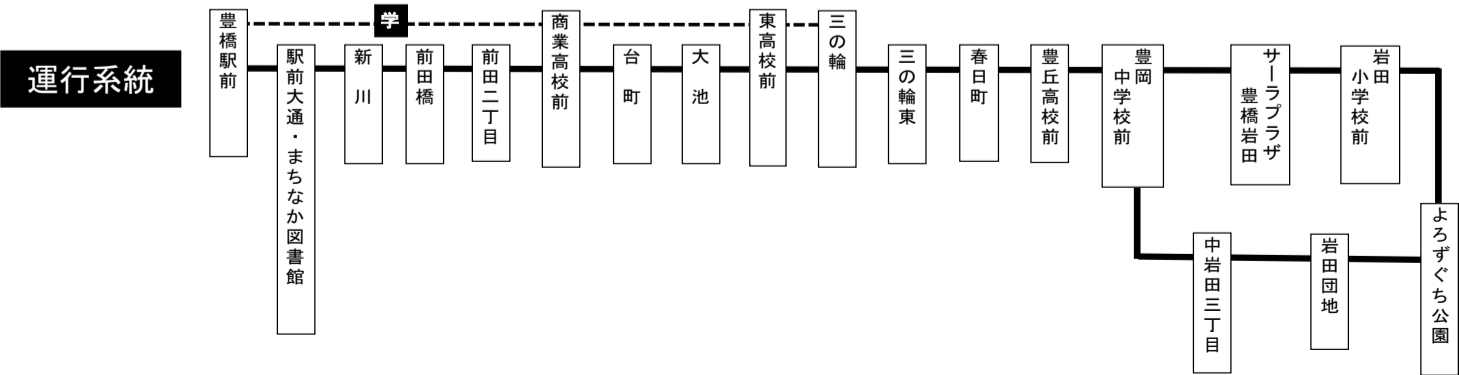 運行系統
学
豊橋駅前
駅前大通・まちなか図書館
新川
前田橋
前田二丁目
商業高校前
台町
大池
東高校前
三の輪
三の輪東
春日町
豊丘高校前
豊岡
中学校前
サーラプラザ
豊橋岩田
岩田
小学校前
よろずぐち公園
岩田団地
中岩田三丁目